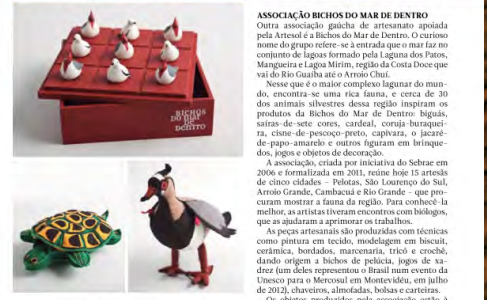 BICHOS
DO MAR DE
DENTRO
ASSOCIAÇÃO BICHOS DO MAR DE DENTRO
Outra associação gaúcha de artesanato apoiada
pela Artesol é a Bichos do Mar de Dentro. O curioso
nome do grupo refere-se à entrada que o mar faz no
conjunto de lagoas formado pela Laguna dos Patos,
Mangueira e Lagoa Mirim, região da Costa Doce que
vai do Rio Guaíba até o Arroio Chuí.
Nesse que é o maior complexo lagunar do mun-
do, encontra-se uma rica fauna, e cerca de 30
dos animais silvestres dessa região inspiram os
produtos da Bichos do Mar de Dentro: biguás,
saíras-de-sete cores, cardeal, coruja-buraquei-
ra, cisne-de-pescoço-preto, capivara, o jacaré-
de-papo-amarelo e outros figuram em brinque-
dos, jogos e objetos de decoração.
A associação, criada por iniciativa do Sebrae em
2006 e formalizada em 2011, reúne hoje 15 artesãs
de cinco cidades – Pelotas, São Lourenço do Sul,
Arroio Grande, Cambacuá e Rio Grande – que pro-
curam mostrar a fauna da região. Para conhecê-la
melhor, as artistas tiveram encontros com biólogos,
que as ajudaram a aprimorar os trabalhos.
As peças artesanais são produzidas com técnicas
como pintura em tecido, modelagem em biscuit,
cerâmica, bordados, marcenaria, tricô e crochê,
dando origem a bichos de pelúcia, jogos de xa-
drez (um deles representou o Brasil num evento da
Unesco para o Mercosul em Montevidéu, em julho
de 2012), chaveiros, almofadas, bolsas e carteiras.
Os objetos produzidos pela associação estão à